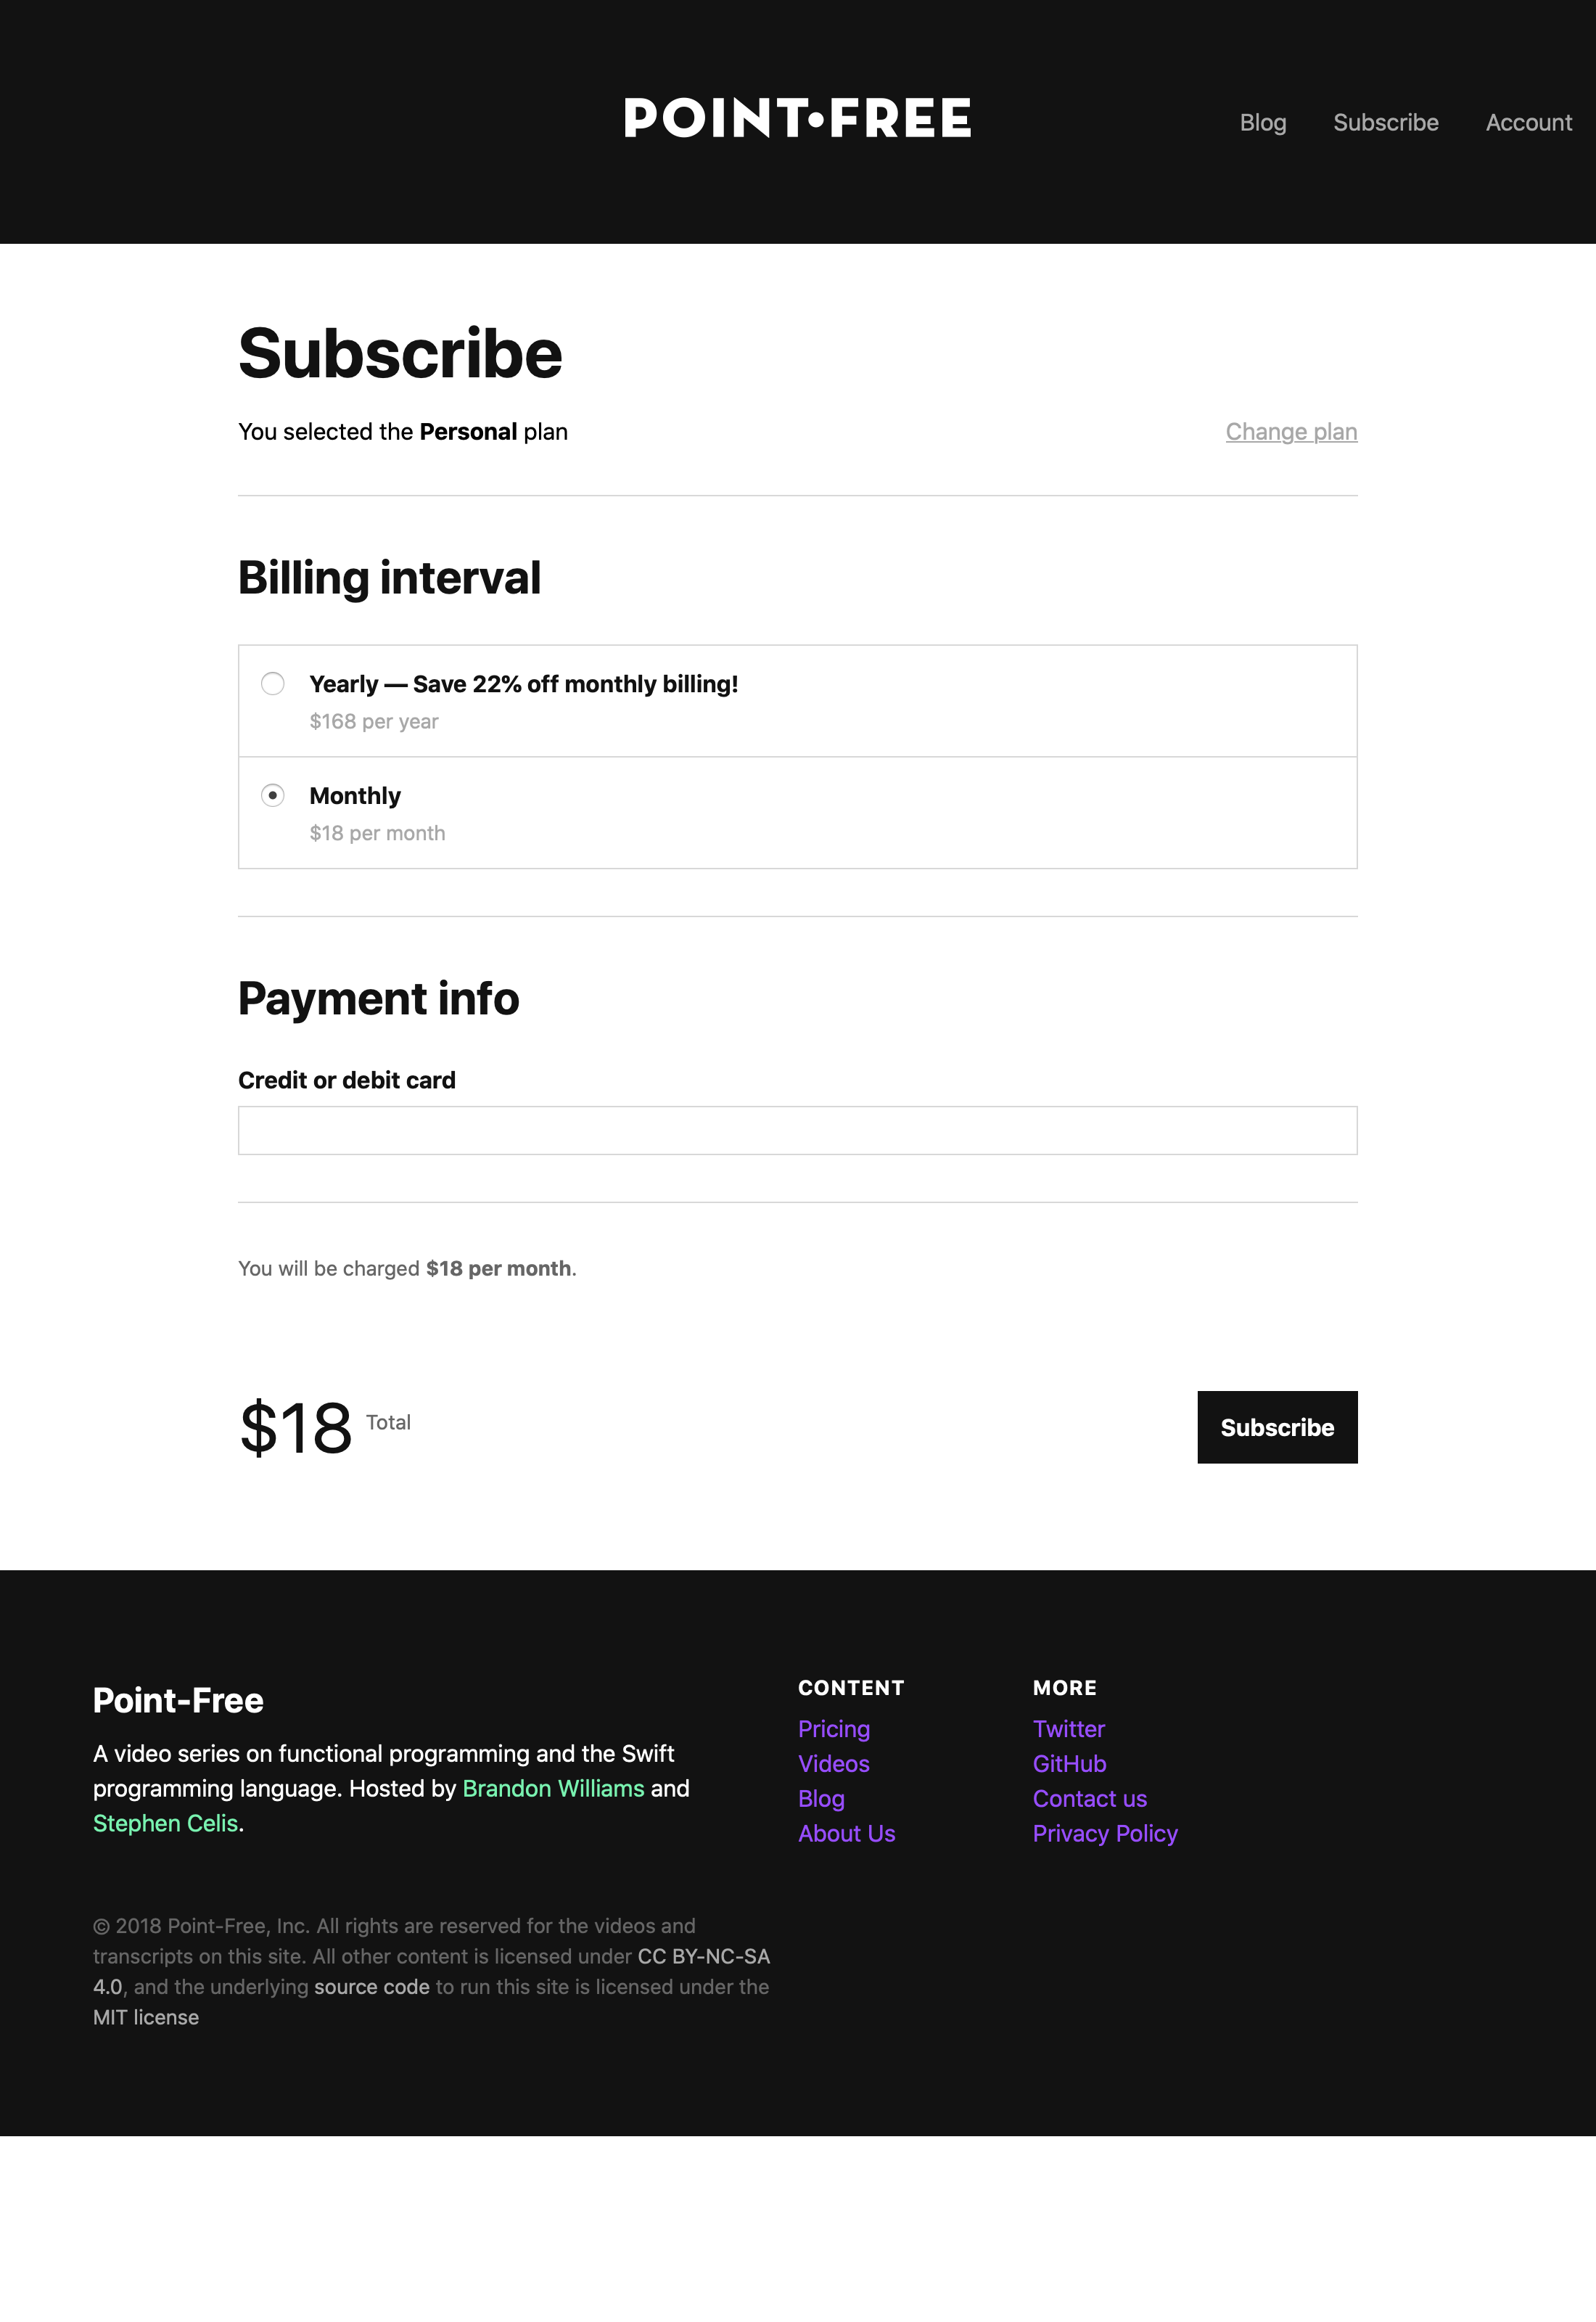 POINT•FREE
Blog Subscribe Account
Subscribe
You selected the Personal plan
Change plan
Billing interval
Yearly — Save 22% off monthly billing!
$168 per year
Monthly
$18 per month
Payment info
Credit or debit card
You will be charged $18 per month.
$18 Total
Subscribe
Point-Free
A video series on functional programming and the Swift
programming language. Hosted by Brandon Williams and
Stephen Celis.
CONTENT
Pricing
Videos
Blog
About Us
MORE
Twitter
GitHub
Contact us
Privacy Policy
© 2018 Point-Free, Inc. All rights are reserved for the videos and
transcripts on this site. All other content is licensed under CC BY-NC-SA
4.0, and the underlying source code to run this site is licensed under the
MIT license